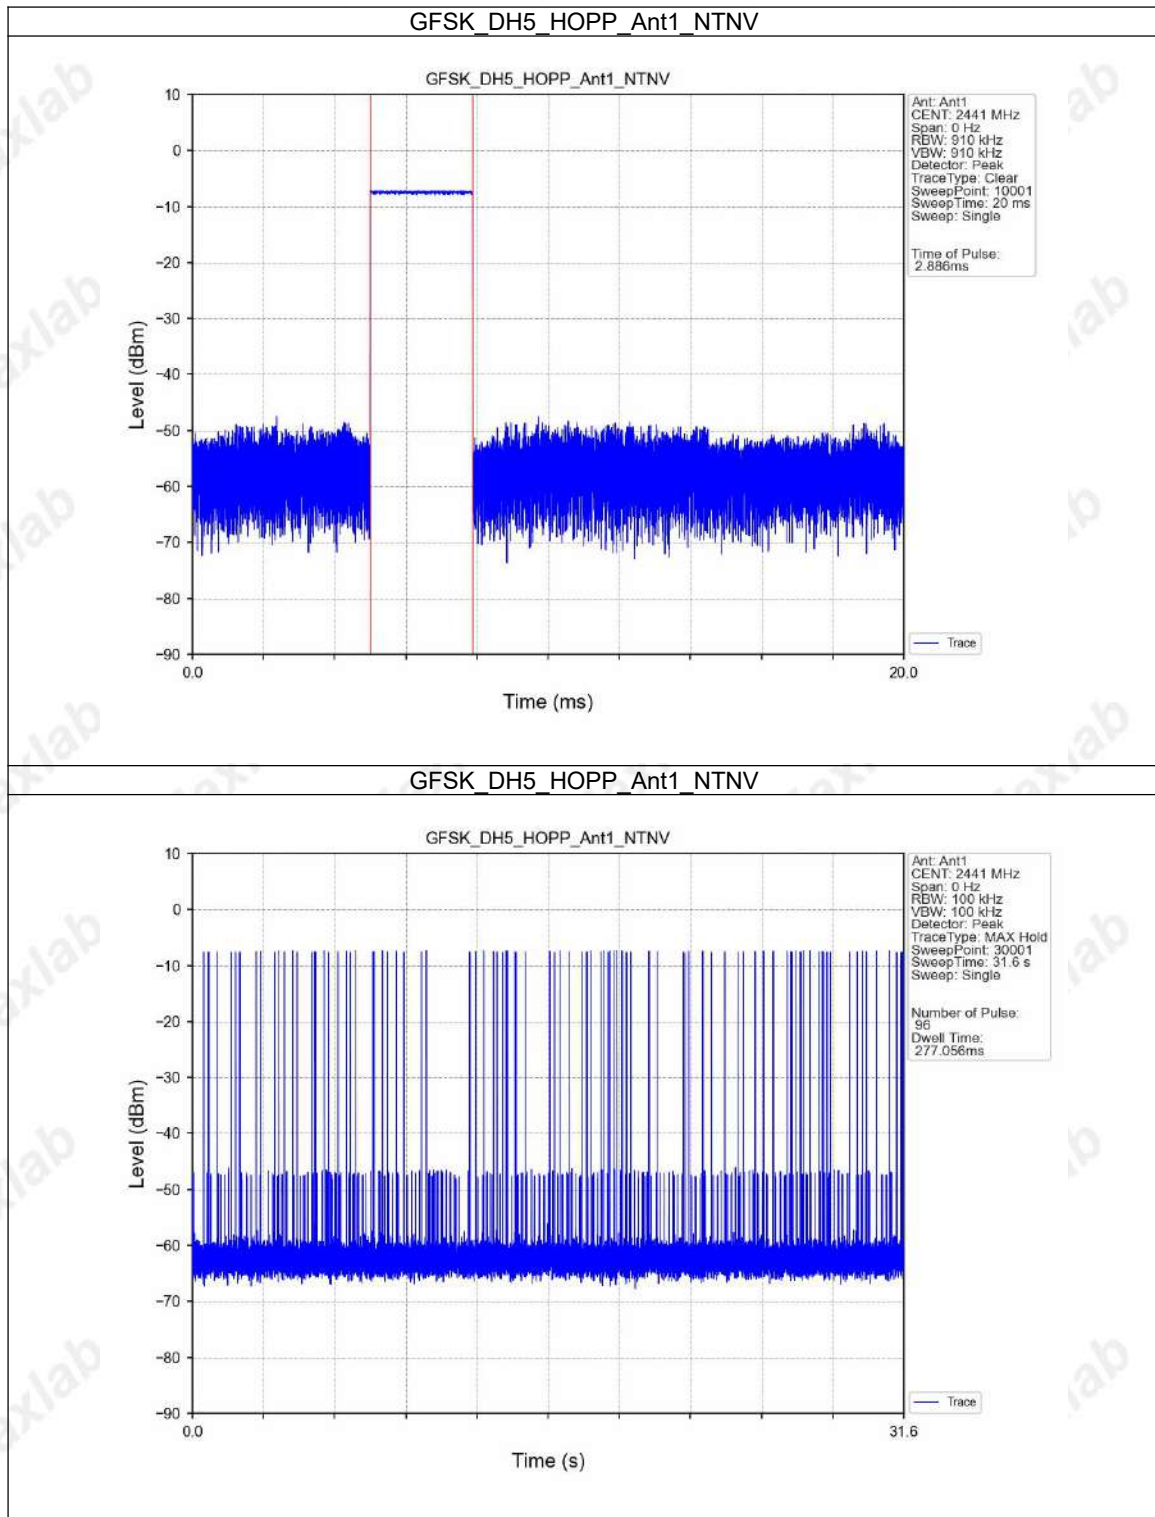 GFSK_DH5_HOPP_Ant1_NTNV
GFSK_DH5_HOPP_Ant1_NTNV
10
0
−10
−20
−30
−40
−50
−60
−70
−80
−90
Level (dBm)
0.0
20.0
Time (ms)
Ant: Ant1
CENT: 2441 MHz
Span: 0 Hz
RBW: 910 kHz
VBW: 910 kHz
Detector: Peak
TraceType: Clear
SweepPoint: 10001
SweepTime: 20 ms
Sweep: Single
Time of Pulse:
2.886ms
Trace
GFSK_DH5_HOPP_Ant1_NTNV
GFSK_DH5_HOPP_Ant1_NTNV
10
0
−10
−20
−30
−40
−50
−60
−70
−80
−90
Level (dBm)
0.0
31.6
Time (s)
Ant: Ant1
CENT: 2441 MHz
Span: 0 Hz
RBW: 100 kHz
VBW: 100 kHz
Detector: Peak
TraceType: MAX Hold
SweepPoint: 30001
SweepTime: 31.6 s
Sweep: Single
Number of Pulse:
96
Dwell Time:
277.056ms
Trace